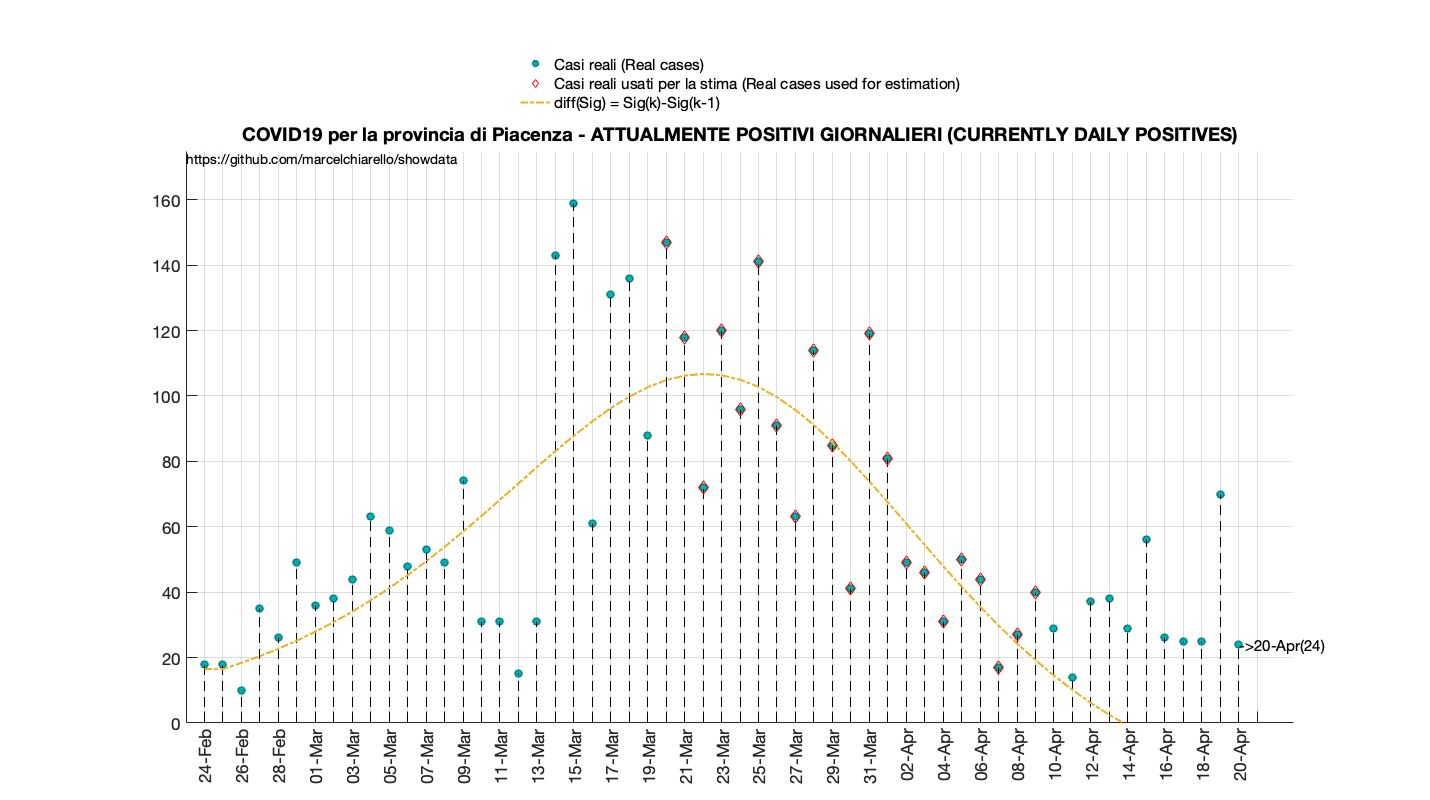 Casi reali (Real cases)
Casi reali usati per la stima (Real cases used for estimation)
diff(Sig) = Sig(k)-Sig(k-1)
COVID19 per la provincia di Piacenza - ATTUALMENTE POSITIVI GIORNALIERI (CURRENTLY DAILY POSITIVES)
https://github.com/marcelchiarello/showdata
160
140
120
100
80
60
40
20
0
->20-Apr(24)
24-Feb
26-Feb
28-Feb
01-Mar
03-Mar
05-Mar
07-Mar
09-Mar
11-Mar
13-Mar
15-Mar
17-Mar
19-Mar
21-Mar
23-Mar
25-Mar
27-Mar
29-Mar
31-Mar
02-Apr
04-Apr
06-Apr
08-Apr
10-Apr
12-Apr
14-Apr
16-Apr
18-Apr
20-Apr